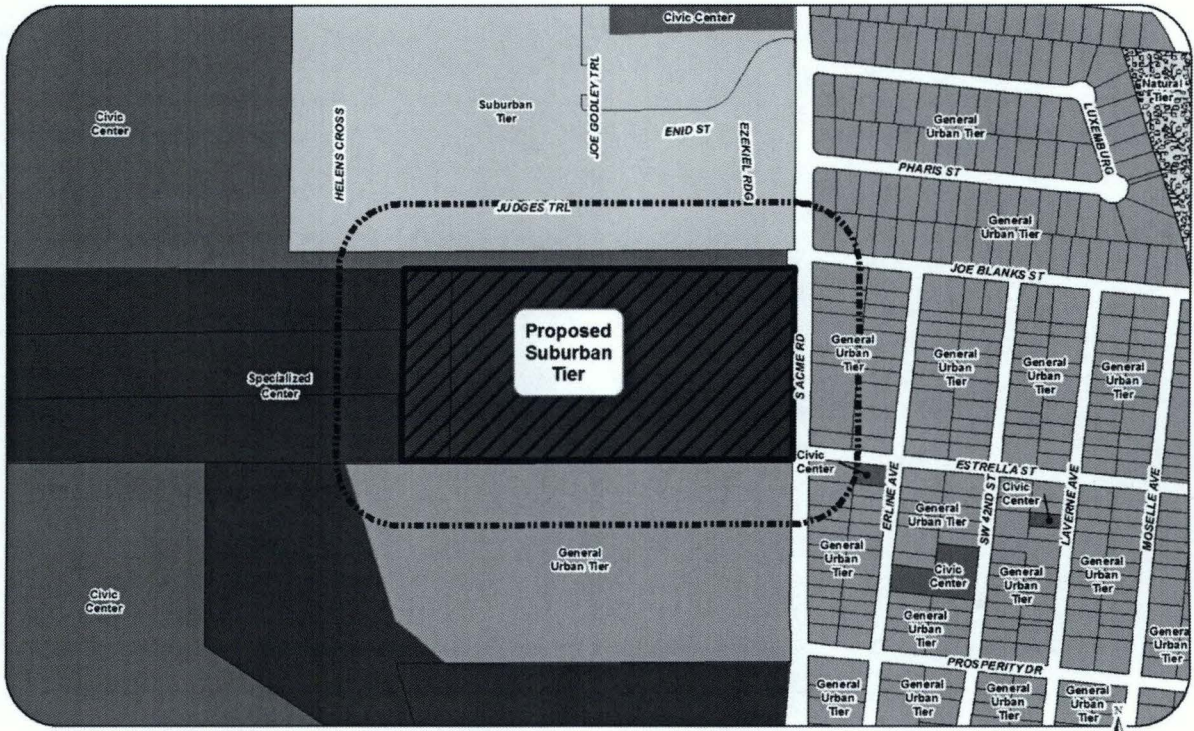 Civic Center
Civic
Center
Suburban
Tier
HELENS CROSS
JOE GODLEY TRL
ENID ST
EZEKIEL RDG
JUDGES TRL
Natural
Tier
LUXEMBURG
General
Urban Tier
PHARIS ST
General
Urban Tier
JOE BLANKS ST
Proposed
Suburban
Tier
Specialized
Center
S ACME RD
General
Urban
Tier
General
Urban
Tier
General
Urban
Tier
General
Urban
Tier
Civic
Center
ESTRELLA ST
ERLINE AVE
SW 42ND ST
LAVERNE AVE
MOSELLE AVE
Civic
Center
General
Urban Tier
General
Urban Tier
General
Urban
Tier
Civic
Center
General
Urban
Tier
General
Urban
Tier
Civic
Center
General
Urban
Tier
General
Urban
Tier
PROSPERITY DR
General
Urban
Tier
General
Urban
Tier
General
Urban
Tier
General
Urban
Tier
N